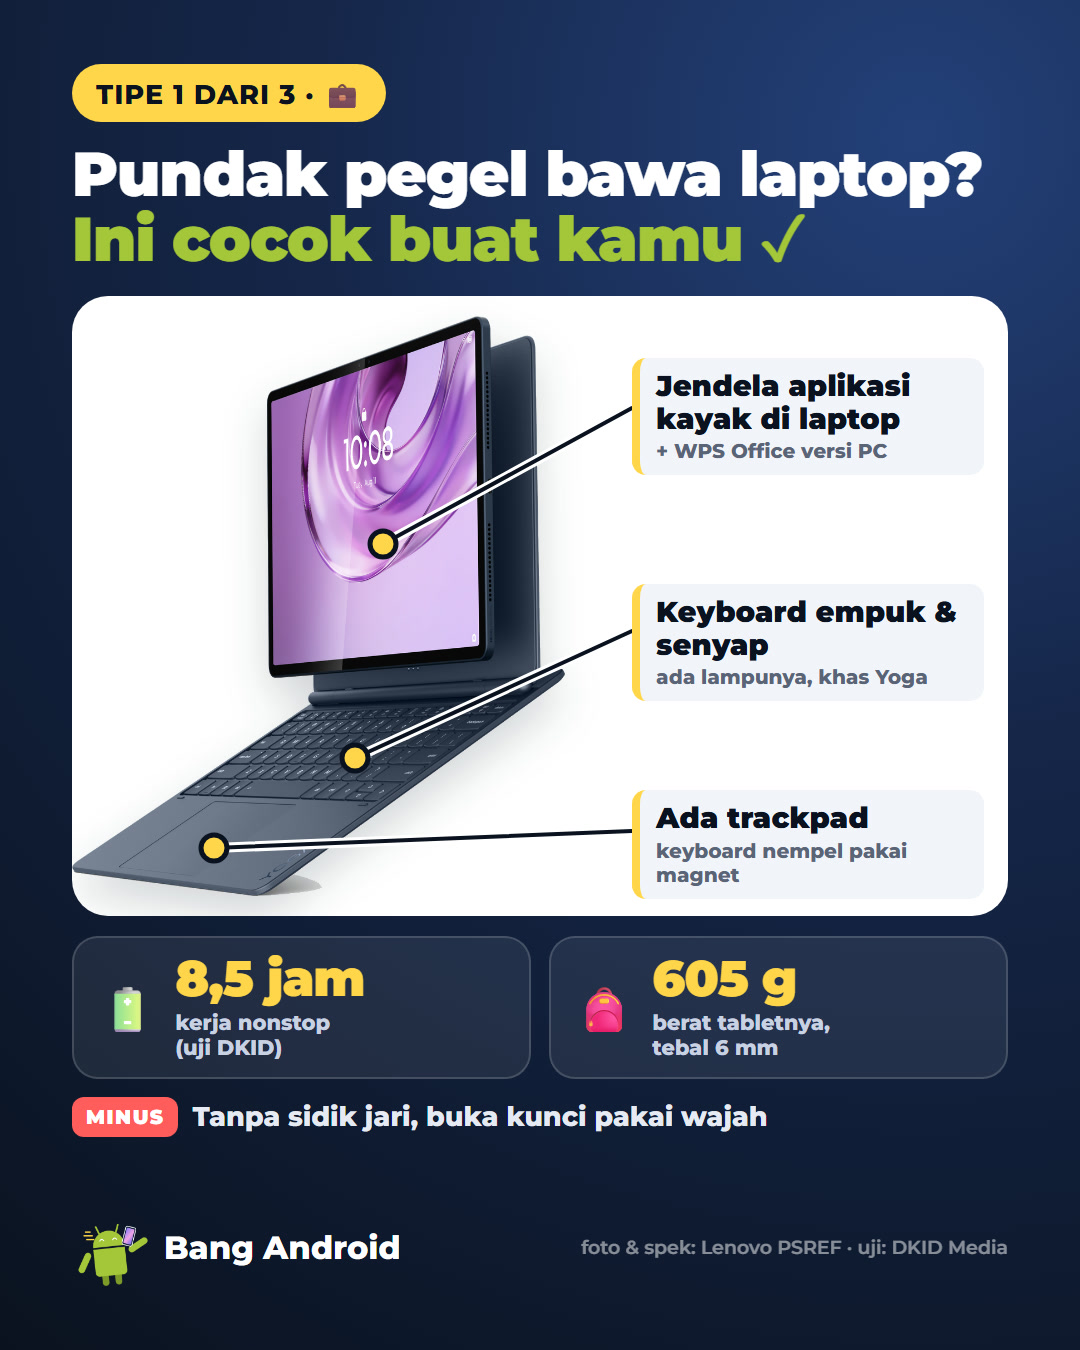 TIPE 1 DARI 3 · 💼
Pundak pegel bawa laptop?
Ini cocok buat kamu ✓
10:08
Jendela aplikasi
kayak di laptop
+ WPS Office versi PC
Keyboard empuk &
senyap
ada lampunya, khas Yoga
Ada trackpad
keyboard nempel pakai
magnet
8,5 jam
kerja nonstop
(uji DKID)
605 g
berat tabletnya,
tebal 6 mm
MINUS Tanpa sidik jari, buka kunci pakai wajah
Bang Android
foto & spek: Lenovo PSREF · uji: DKID Media